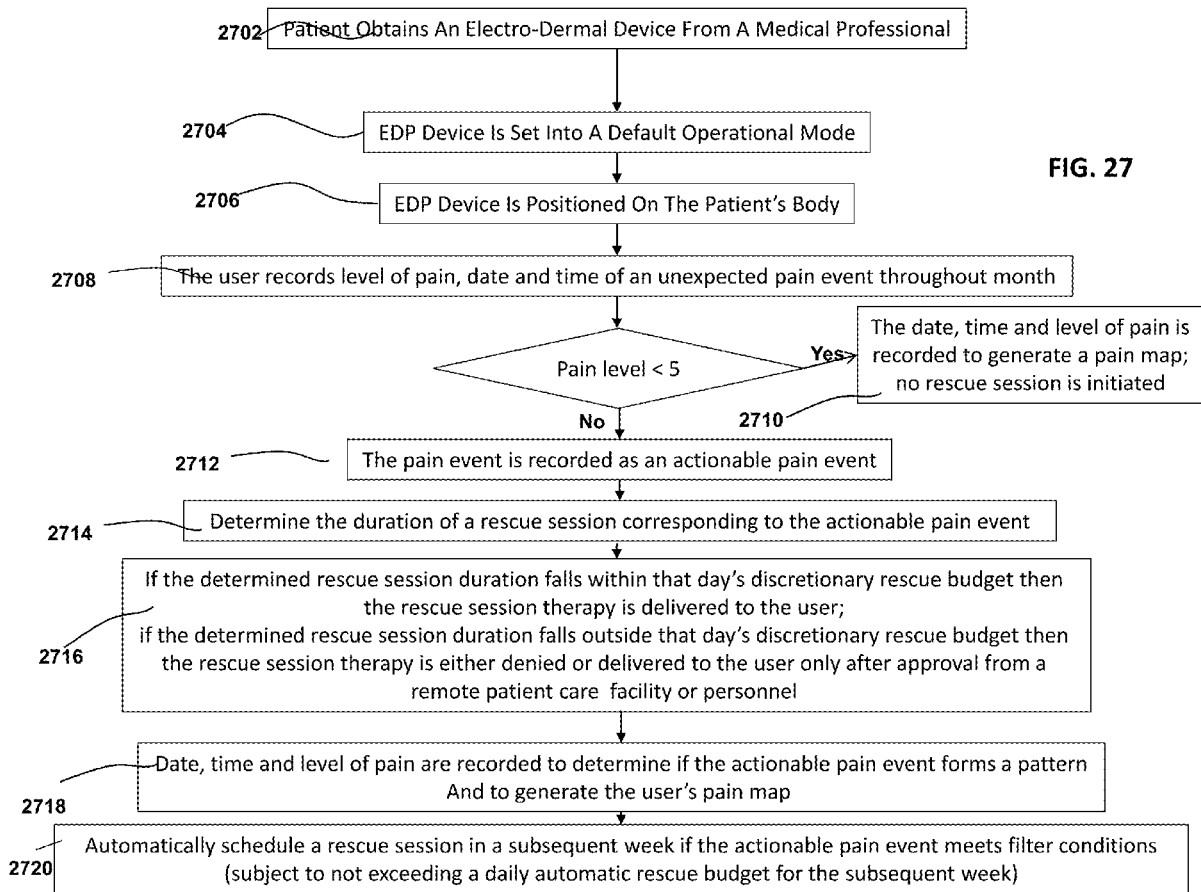 2702 Patient Obtains An Electro-Dermal Device From A Medical Professional
2704 EDP Device Is Set Into A Default Operational Mode
FIG. 27
2706 EDP Device Is Positioned On The Patient's Body
2708 The user records level of pain, date and time of an unexpected pain event throughout month
Pain level < 5
Yes
The date, time and level of pain is
recorded to generate a pain map;
no rescue session is initiated
2710
No
2712 The pain event is recorded as an actionable pain event
2714 Determine the duration of a rescue session corresponding to the actionable pain event
If the determined rescue session duration falls within that day's discretionary rescue budget then
the rescue session therapy is delivered to the user;
if the determined rescue session duration falls outside that day's discretionary rescue budget then
2716 the rescue session therapy is either denied or delivered to the user only after approval from a
remote patient care facility or personnel
Date, time and level of pain are recorded to determine if the actionable pain event forms a pattern
2718 And to generate the user's pain map
Automatically schedule a rescue session in a subsequent week if the actionable pain event meets filter conditions
2720 (subject to not exceeding a daily automatic rescue budget for the subsequent week)